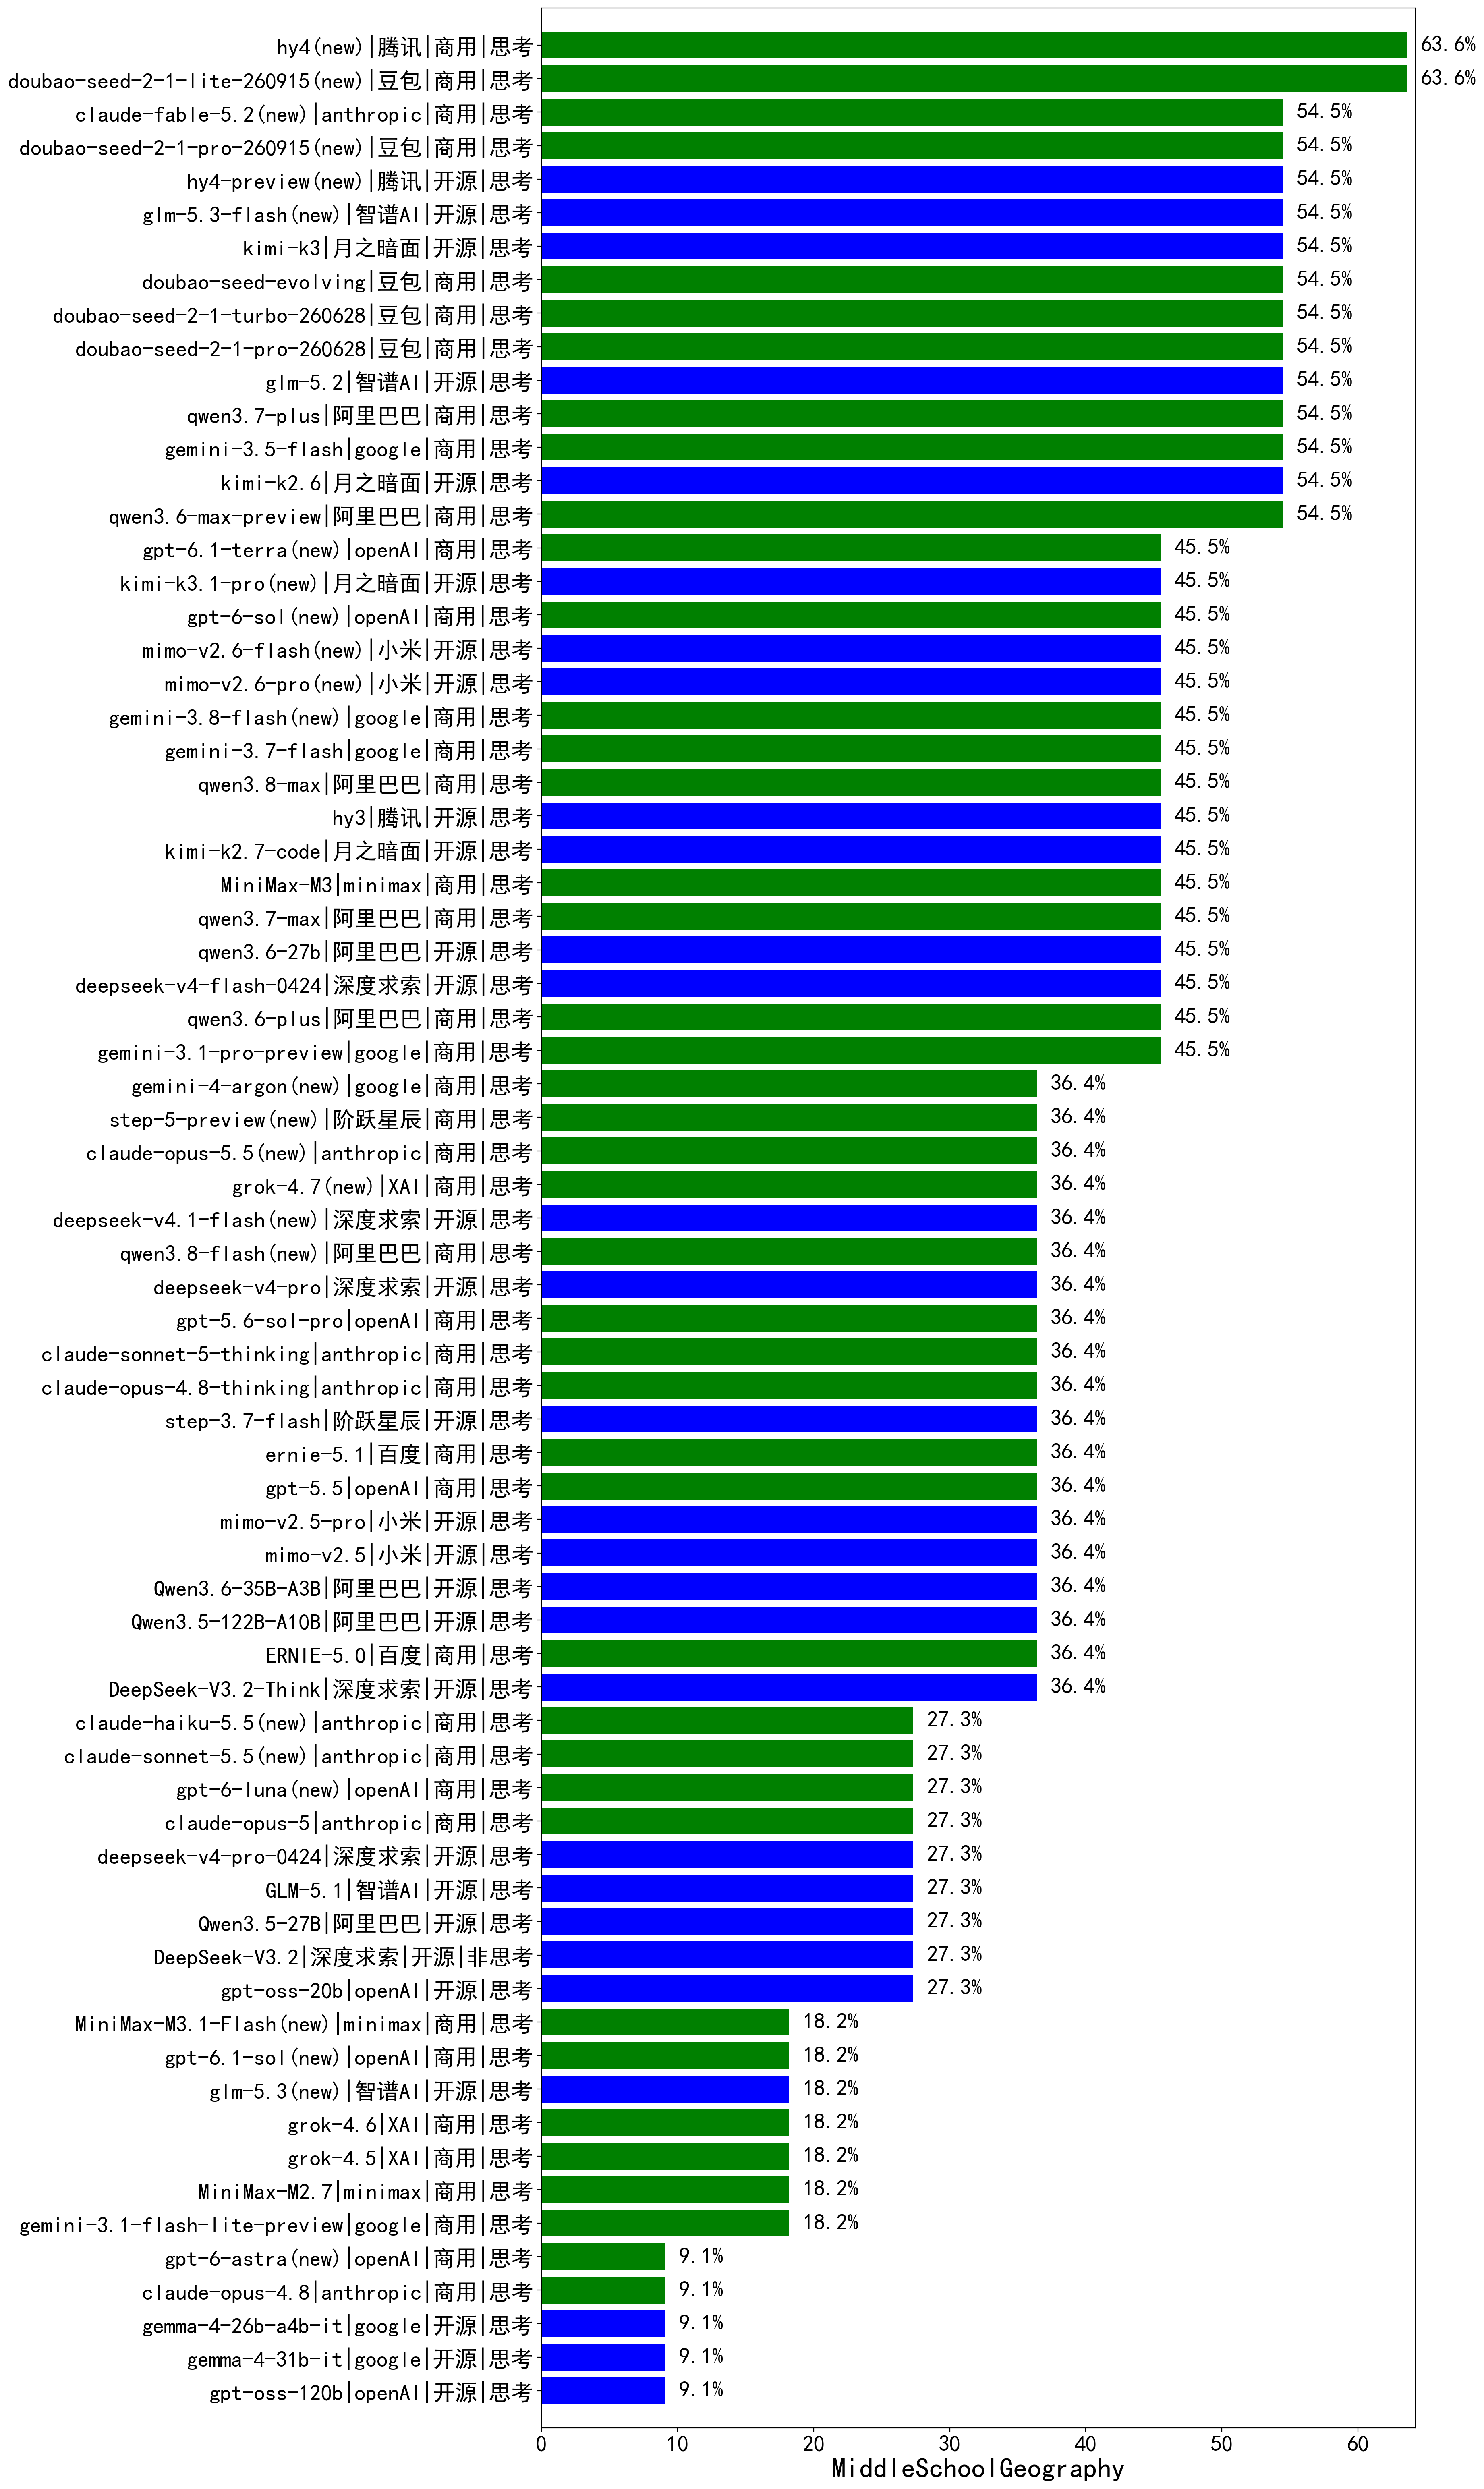 hy4(new)|腾讯|商用|思考 63.6%
doubao-seed-2-1-lite-260915(new)|豆包|商用|思考 63.6%
claude-fable-5.2(new)|anthropic|商用|思考 54.5%
doubao-seed-2-1-pro-260915(new)|豆包|商用|思考 54.5%
hy4-preview(new)|腾讯|开源|思考 54.5%
glm-5.3-flash(new)|智谱AI|开源|思考 54.5%
kimi-k3|月之暗面|开源|思考 54.5%
doubao-seed-evolving|豆包|商用|思考 54.5%
doubao-seed-2-1-turbo-260628|豆包|商用|思考 54.5%
doubao-seed-2-1-pro-260628|豆包|商用|思考 54.5%
glm-5.2|智谱AI|开源|思考 54.5%
qwen3.7-plus|阿里巴巴|商用|思考 54.5%
gemini-3.5-flash|google|商用|思考 54.5%
kimi-k2.6|月之暗面|开源|思考 54.5%
qwen3.6-max-preview|阿里巴巴|商用|思考 54.5%
gpt-6.1-terra(new)|openAI|商用|思考 45.5%
kimi-k3.1-pro(new)|月之暗面|开源|思考 45.5%
gpt-6-sol(new)|openAI|商用|思考 45.5%
mimo-v2.6-flash(new)|小米|开源|思考 45.5%
mimo-v2.6-pro(new)|小米|开源|思考 45.5%
gemini-3.8-flash(new)|google|商用|思考 45.5%
gemini-3.7-flash|google|商用|思考 45.5%
qwen3.8-max|阿里巴巴|商用|思考 45.5%
hy3|腾讯|开源|思考 45.5%
kimi-k2.7-code|月之暗面|开源|思考 45.5%
MiniMax-M3|minimax|商用|思考 45.5%
qwen3.7-max|阿里巴巴|商用|思考 45.5%
qwen3.6-27b|阿里巴巴|开源|思考 45.5%
deepseek-v4-flash-0424|深度求索|开源|思考 45.5%
qwen3.6-plus|阿里巴巴|商用|思考 45.5%
gemini-3.1-pro-preview|google|商用|思考 45.5%
gemini-4-argon(new)|google|商用|思考 36.4%
step-5-preview(new)|阶跃星辰|商用|思考 36.4%
claude-opus-5.5(new)|anthropic|商用|思考 36.4%
grok-4.7(new)|XAI|商用|思考 36.4%
deepseek-v4.1-flash(new)|深度求索|开源|思考 36.4%
qwen3.8-flash(new)|阿里巴巴|商用|思考 36.4%
deepseek-v4-pro|深度求索|开源|思考 36.4%
gpt-5.6-sol-pro|openAI|商用|思考 36.4%
claude-sonnet-5-thinking|anthropic|商用|思考 36.4%
claude-opus-4.8-thinking|anthropic|商用|思考 36.4%
step-3.7-flash|阶跃星辰|开源|思考 36.4%
ernie-5.1|百度|商用|思考 36.4%
gpt-5.5|openAI|商用|思考 36.4%
mimo-v2.5-pro|小米|开源|思考 36.4%
mimo-v2.5|小米|开源|思考 36.4%
Qwen3.6-35B-A3B|阿里巴巴|开源|思考 36.4%
Qwen3.5-122B-A10B|阿里巴巴|开源|思考 36.4%
ERNIE-5.0|百度|商用|思考 36.4%
DeepSeek-V3.2-Think|深度求索|开源|思考 36.4%
claude-haiku-5.5(new)|anthropic|商用|思考 27.3%
claude-sonnet-5.5(new)|anthropic|商用|思考 27.3%
gpt-6-luna(new)|openAI|商用|思考 27.3%
claude-opus-5|anthropic|商用|思考 27.3%
deepseek-v4-pro-0424|深度求索|开源|思考 27.3%
GLM-5.1|智谱AI|开源|思考 27.3%
Qwen3.5-27B|阿里巴巴|开源|思考 27.3%
DeepSeek-V3.2|深度求索|开源|非思考 27.3%
gpt-oss-20b|openAI|开源|思考 27.3%
MiniMax-M3.1-Flash(new)|minimax|商用|思考 18.2%
gpt-6.1-sol(new)|openAI|商用|思考 18.2%
glm-5.3(new)|智谱AI|开源|思考 18.2%
grok-4.6|XAI|商用|思考 18.2%
grok-4.5|XAI|商用|思考 18.2%
MiniMax-M2.7|minimax|商用|思考 18.2%
gemini-3.1-flash-lite-preview|google|商用|思考 18.2%
gpt-6-astra(new)|openAI|商用|思考 9.1%
claude-opus-4.8|anthropic|商用|思考 9.1%
gemma-4-26b-a4b-it|google|开源|思考 9.1%
gemma-4-31b-it|google|开源|思考 9.1%
gpt-oss-120b|openAI|开源|思考 9.1%
0 10 20 30 40 50 60
MiddleSchoolGeography